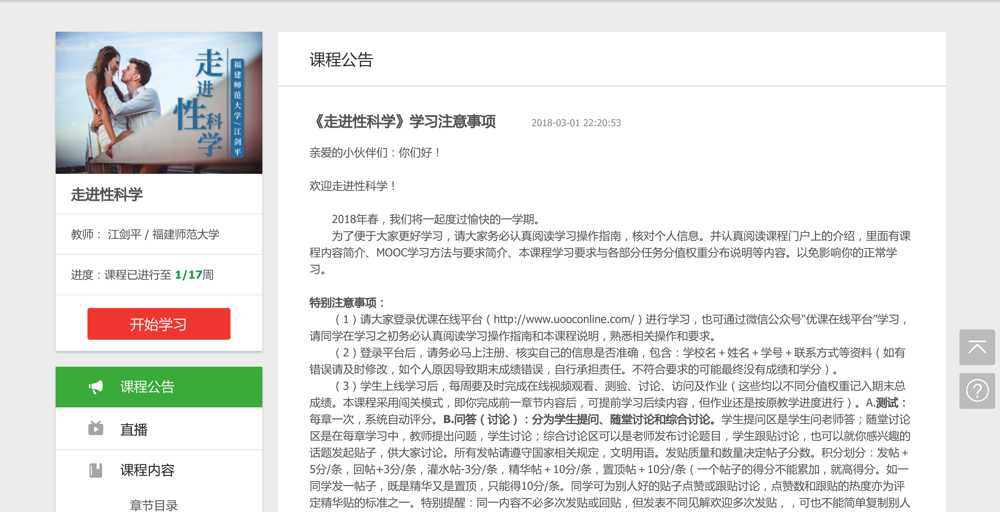 走
进
性科
学
福建师范大学/江剑平
走进性科学
教师： 江剑平 / 福建师范大学
进度：课程已进行至 1/17周
开始学习
课程公告
直播
课程内容
章节目录
课程公告
《走进性科学》学习注意事项 2018-03-01 22:20:53
亲爱的小伙伴们：你们好！
欢迎走进性科学！
2018年春，我们将一起度过愉快的一学期。
为了便于大家更好学习，请大家务必认真阅读学习操作指南，核对个人信息。并认真阅读课程门户上的介绍，里面有课
程内容简介、MOOC学习方法与要求简介、本课程学习要求与各部分任务分值权重分布说明等内容。以免影响你的正常学
习。
特别注意事项：
（1）请大家登录优课在线平台（http://www.uooconline.com/）进行学习，也可通过微信公众号“优课在线平台”学习，
请同学在学习之初务必认真阅读学习操作指南和本课程说明，熟悉相关操作和要求。
（2）登录平台后，请务必马上注册、核实自己的信息是否准确，包含：学校名＋姓名＋学号＋联系方式等资料（如有
错误请及时修改，如个人原因导致期末成绩错误，自行承担责任。不符合要求的可能最终没有成绩和学分）。
（3）学生上线学习后，每周要及时完成在线视频观看、测验、讨论、访问及作业（这些均以不同分值权重记入期末总
成绩。本课程采用闯关模式，即你完成前一章节内容后，可提前学习后续内容，但作业还是按原教学进度进行）。A.测试：
每章一次，系统自动评分。B.问答（讨论）：分为学生提问、随堂讨论和综合讨论。学生提问区是学生问老师答；随堂讨论
区是在每章学习中，教师提出问题，学生讨论；综合讨论区可以是老师发布讨论题目，学生跟贴讨论，也可以就你感兴趣的
话题发起贴子，供大家讨论。所有发帖请遵守国家相关规定，文明用语。发贴质量和数量决定帖子分数。积分划分：发帖＋
5分/条，回帖+3分/条，灌水帖-3分/条，精华帖＋10分/条，置顶帖＋10分/条（一个帖子的得分不能累加，就高得分。如一
同学发一帖子，既是精华又是置顶，只能得10分/条。同学可为别人好的贴子点赞或跟贴讨论，点赞数和跟贴的热度亦为评
定精华贴的标准之一。特别提醒：同一内容不必多次发贴或回贴，但发表不同见解欢迎多次发贴，，可也不能简单复制别人